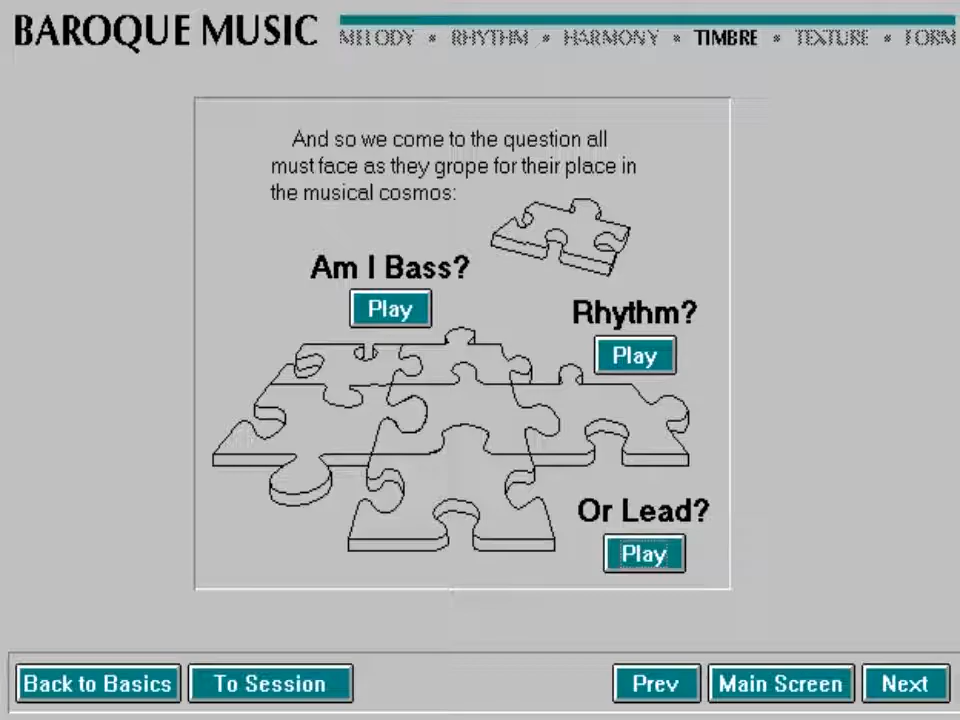 BAROQUE MUSIC
MELODY * RHYTHM * HARMONY * TIMBRE * TEXTURE * FORM
And so we come to the question all
must face as they grope for their place in
the musical cosmos:
Am I Bass?
Play
Rhythm?
Play
Or Lead?
Play
Back to Basics To Session Prev Main Screen Next